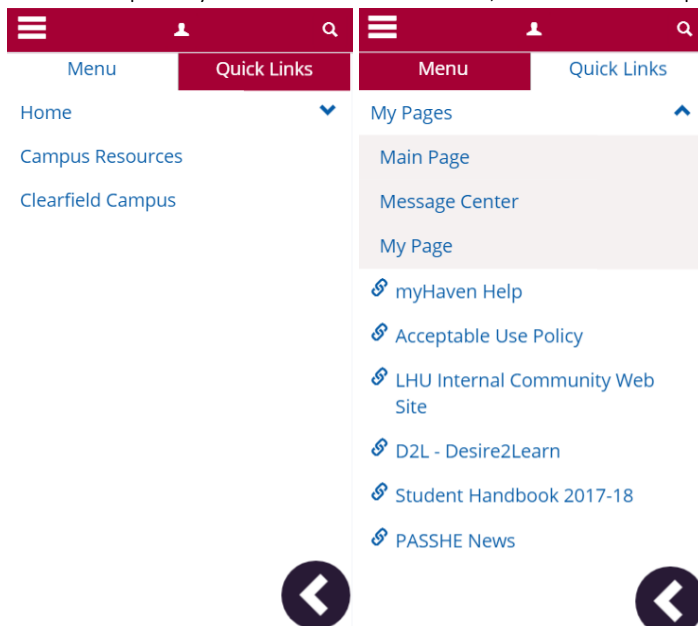 Menu Quick Links
Home
Campus Resources
Clearfield Campus
Menu Quick Links
My Pages
Main Page
Message Center
My Page
myHaven Help
Acceptable Use Policy
LHU Internal Community Web
Site
D2L - Desire2Learn
Student Handbook 2017-18
PASSHE News